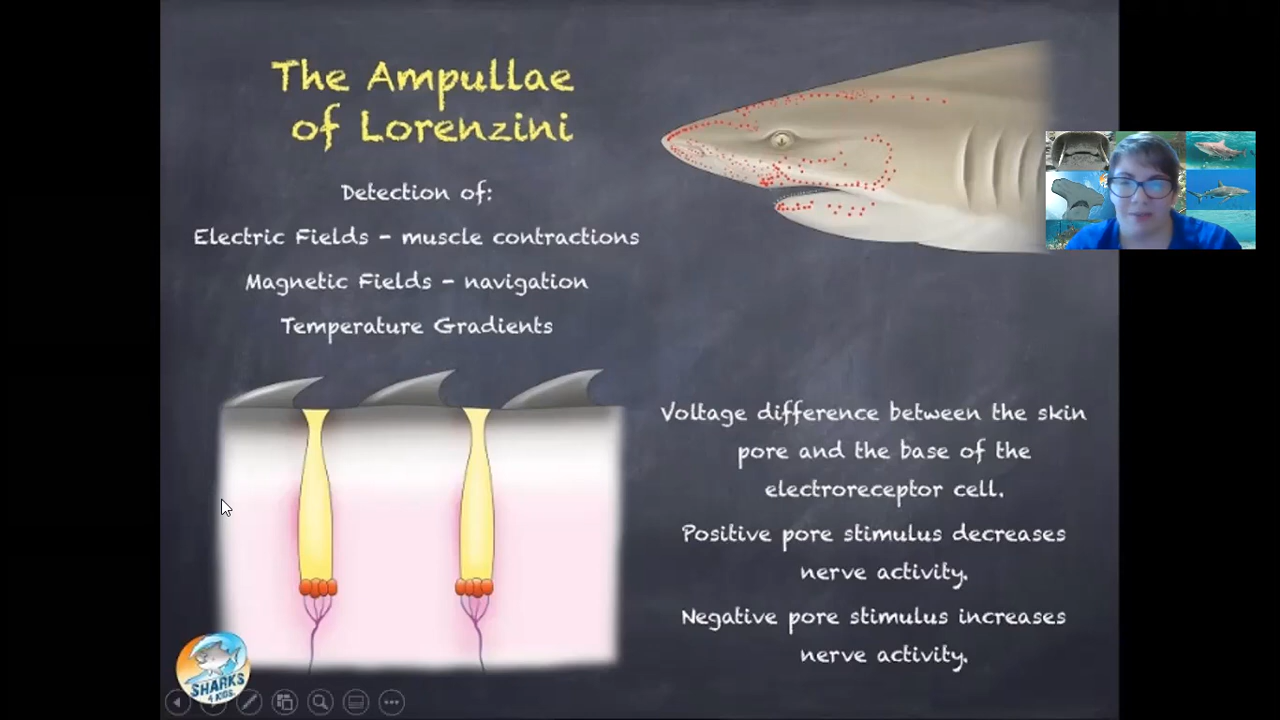 The Ampullae
of Lorenzini
Detection of:
Electric Fields - muscle contractions
Magnetic Fields - navigation
Temperature Gradients
Voltage difference between the skin
pore and the base of the
electroreceptor cell.
Positive pore stimulus decreases
nerve activity.
Negative pore stimulus increases
nerve activity.
SHARKS
4 KIDS